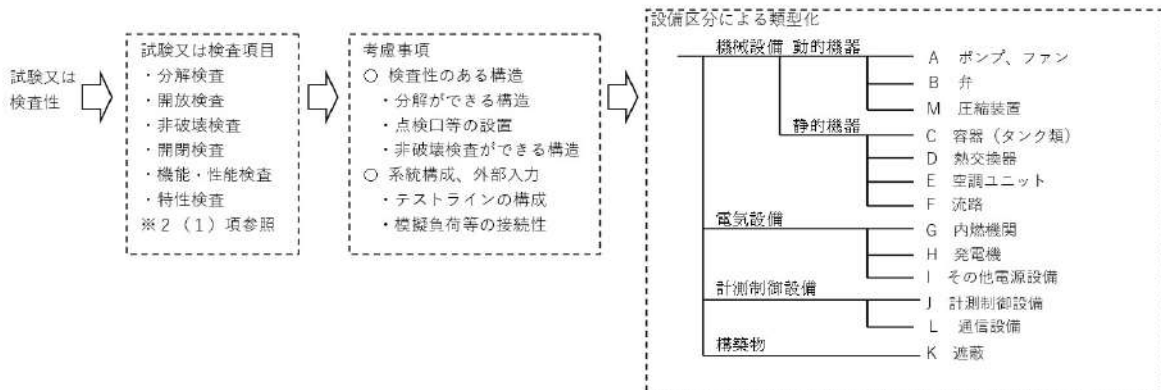 試験又は
検査性
試験又は検査項目
・分解検査
・開放検査
・非破壊検査
・開閉検査
・機能・性能検査
・特性検査
※２（１）項参照
考慮事項
○ 検査性のある構造
・分解ができる構造
・点検口等の設置
・非破壊検査ができる構造
○ 系統構成、外部入力
・テストラインの構成
・模擬負荷等の接続性
設備区分による類型化
機械設備 動的機器
A ポンプ、ファン
B 弁
M 圧縮装置
静的機器
C 容器（タンク類）
D 熱交換器
E 空調ユニット
F 流路
電気設備
G 内燃機関
H 発電機
I その他電源設備
計測制御設備
J 計測制御設備
L 通信設備
構築物
K 遮蔽